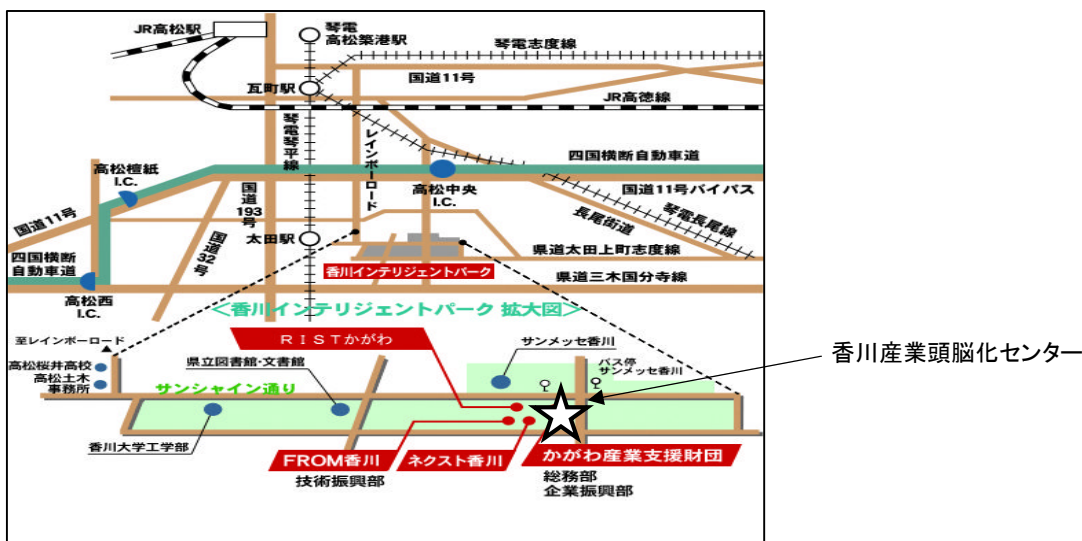 JR高松駅
琴電
高松築港駅
琴電志度線
国道11号
瓦町駅
JR高徳線
琴電琴平線
レインボーロード
四国横断自動車道
高松檀紙
I.C.
高松中央
I.C.
国道11号バイパス
国道
193
号
琴電長尾線
長尾街道
国道11号
国道32号
太田駅
県道太田上町志度線
四国横断
自動車道
香川インテリジェントパーク
県道三木国分寺線
高松西
I.C.
<香川インテリジェントパーク 拡大図>
至レインボーロード
RISTかがわ
サンメッセ香川
高松桜井高校
県立図書館・文書館
バス停
サンメッセ香川
香川産業頭脳化センター
高松土木
事務所
サンシャイン通り
香川大学工学部
FROM香川
ネクスト香川
かがわ産業支援財団
技術振興部
総務部
企業振興部